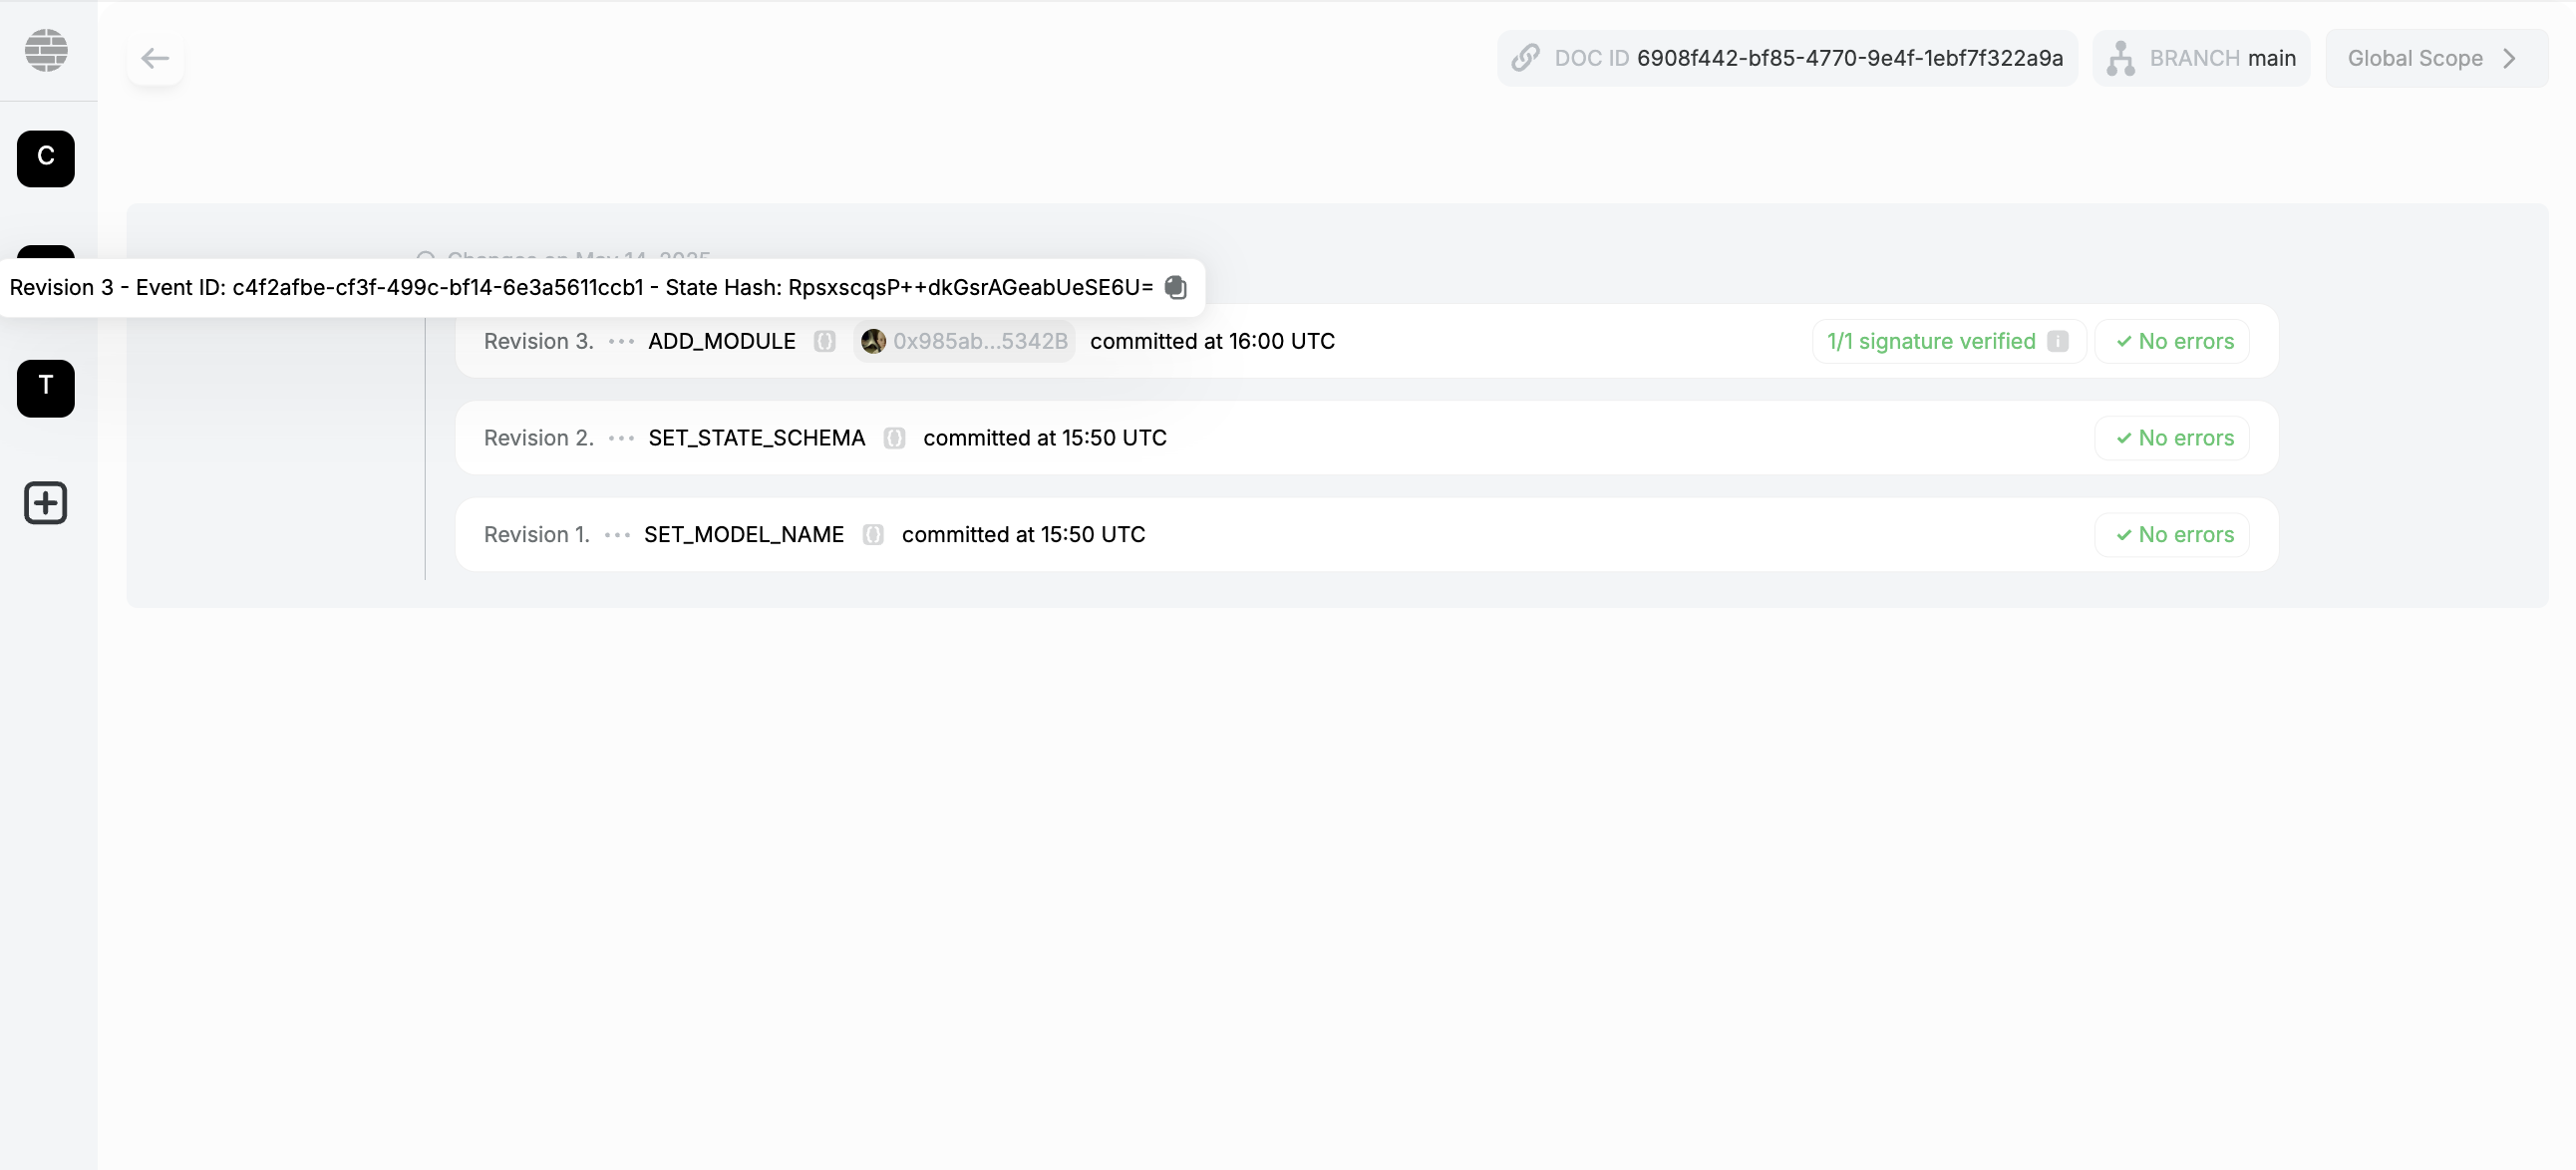 DOC ID 6908f442-bf85-4770-9e4f-1ebf7f322a9a BRANCH main Global Scope
C
Changes on May 14, 2025
Revision 3 - Event ID: c4f2afbe-cf3f-499c-bf14-6e3a5611ccb1 - State Hash: RpsxscqsP++dkGsrAGeabUeSE6U=
Revision 3. ... ADD_MODULE {} 0x985ab...5342B committed at 16:00 UTC 1/1 signature verified i No errors
T
Revision 2. ... SET_STATE_SCHEMA {} committed at 15:50 UTC No errors
Revision 1. ... SET_MODEL_NAME {} committed at 15:50 UTC No errors